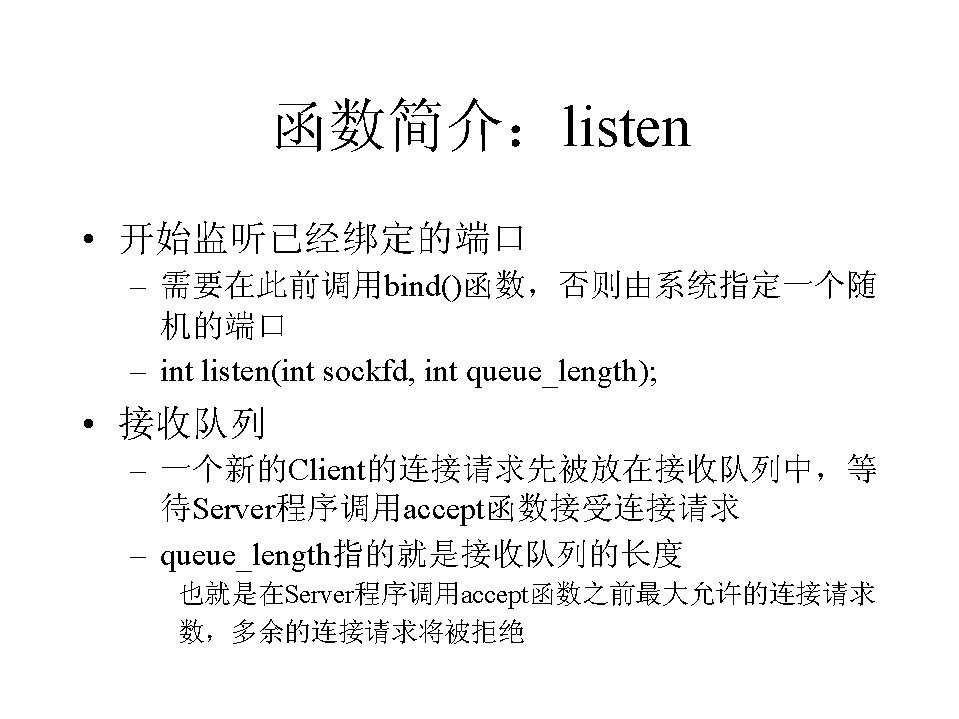 函数简介：listen
• 开始监听已经绑定的端口
– 需要在此前调用bind()函数，否则由系统指定一个随
机的端口
– int listen(int sockfd, int queue_length);
• 接收队列
– 一个新的Client的连接请求先被放在接收队列中，等
待Server程序调用accept函数接受连接请求
– queue_length指的就是接收队列的长度
也就是在Server程序调用accept函数之前最大允许的连接请求
数，多余的连接请求将被拒绝